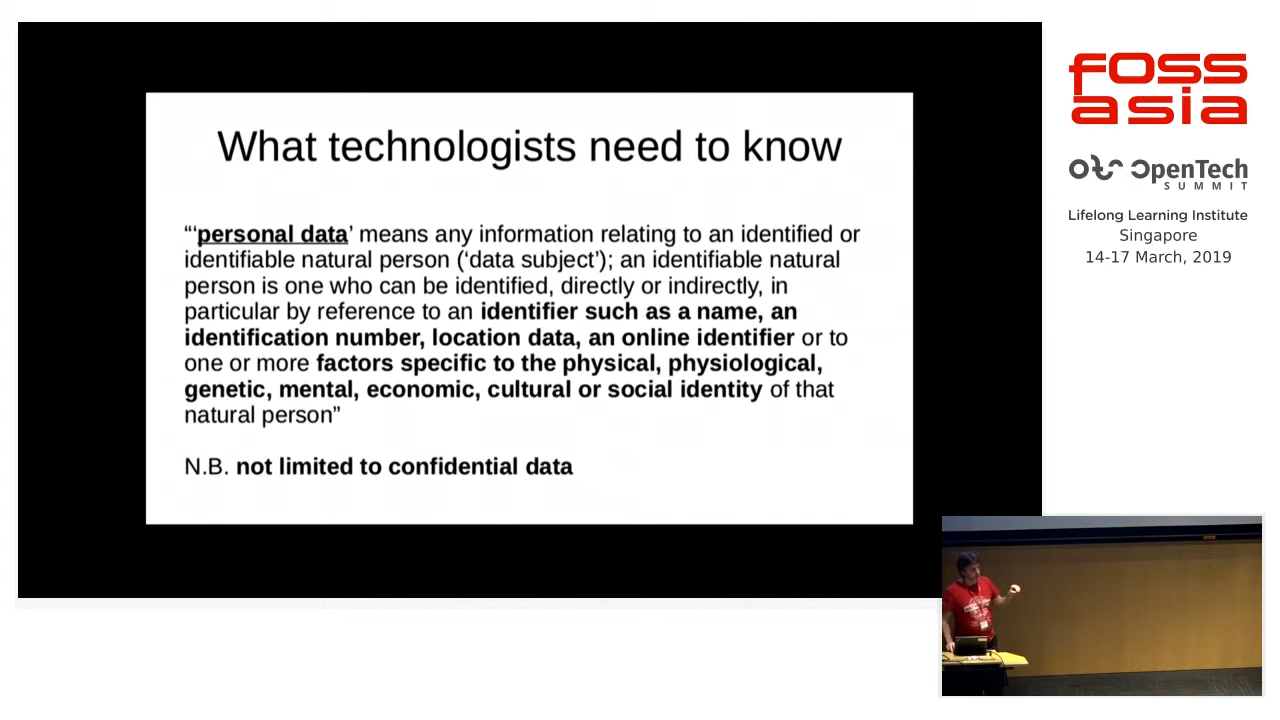 What technologists need to know
“‘personal data’ means any information relating to an identified or
identifiable natural person (‘data subject’); an identifiable natural
person is one who can be identified, directly or indirectly, in
particular by reference to an identifier such as a name, an
identification number, location data, an online identifier or to
one or more factors specific to the physical, physiological,
genetic, mental, economic, cultural or social identity of that
natural person”
N.B. not limited to confidential data
foss
asia
OpenTech
SUMMIT
Lifelong Learning Institute
Singapore
14-17 March, 2019